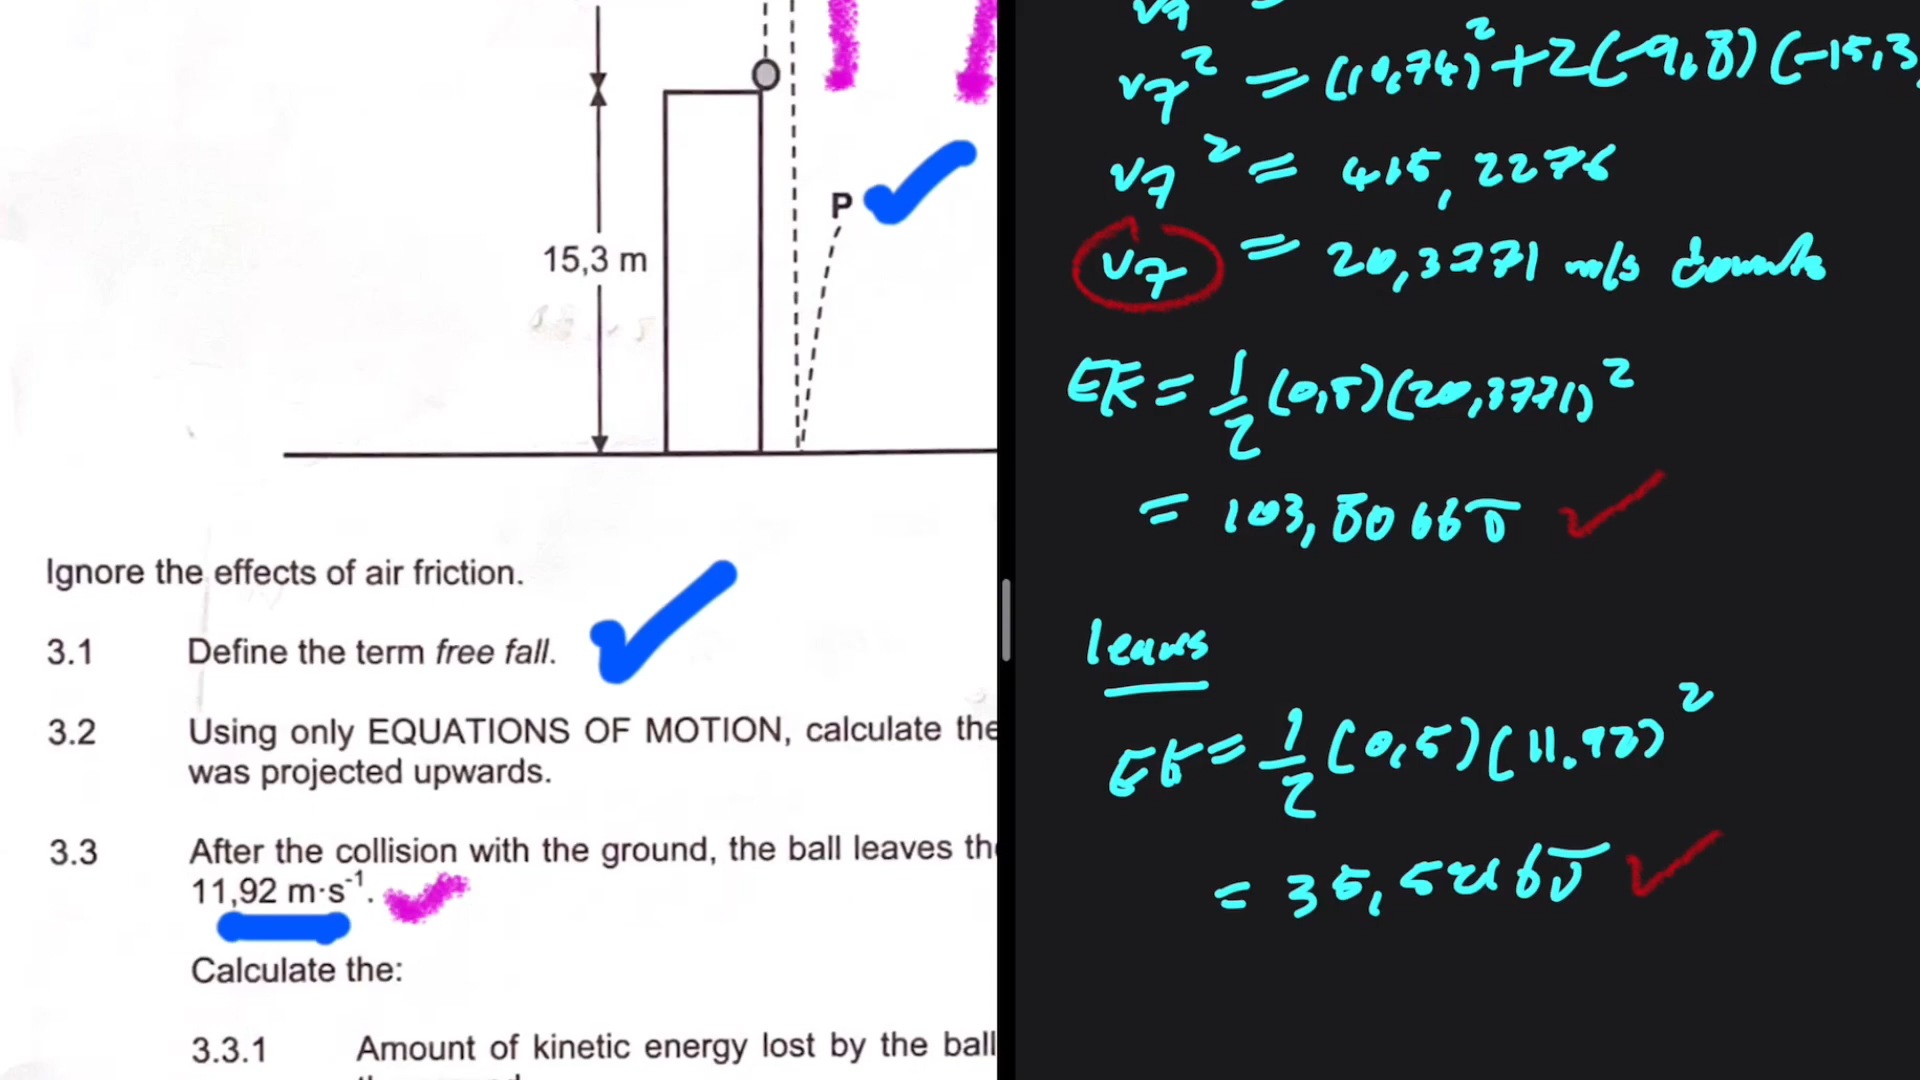 P
15,3 m
Ignore the effects of air friction.
3.1 Define the term free fall.
3.2 Using only EQUATIONS OF MOTION, calculate the
was projected upwards.
3.3 After the collision with the ground, the ball leaves th
11,92 m·s⁻¹.
Calculate the:
3.3.1 Amount of kinetic energy lost by the ball
vf² = (10,74)² + 2(-9,8)(-15,3
vf² = 415,2276
vf = 20,3771 m/s downwards
EK = 1/2 (0,5)(20,3771)²
= 103,8066J
leaves
EK = 1/2 (0,5)(11.92)²
= 35,5216J